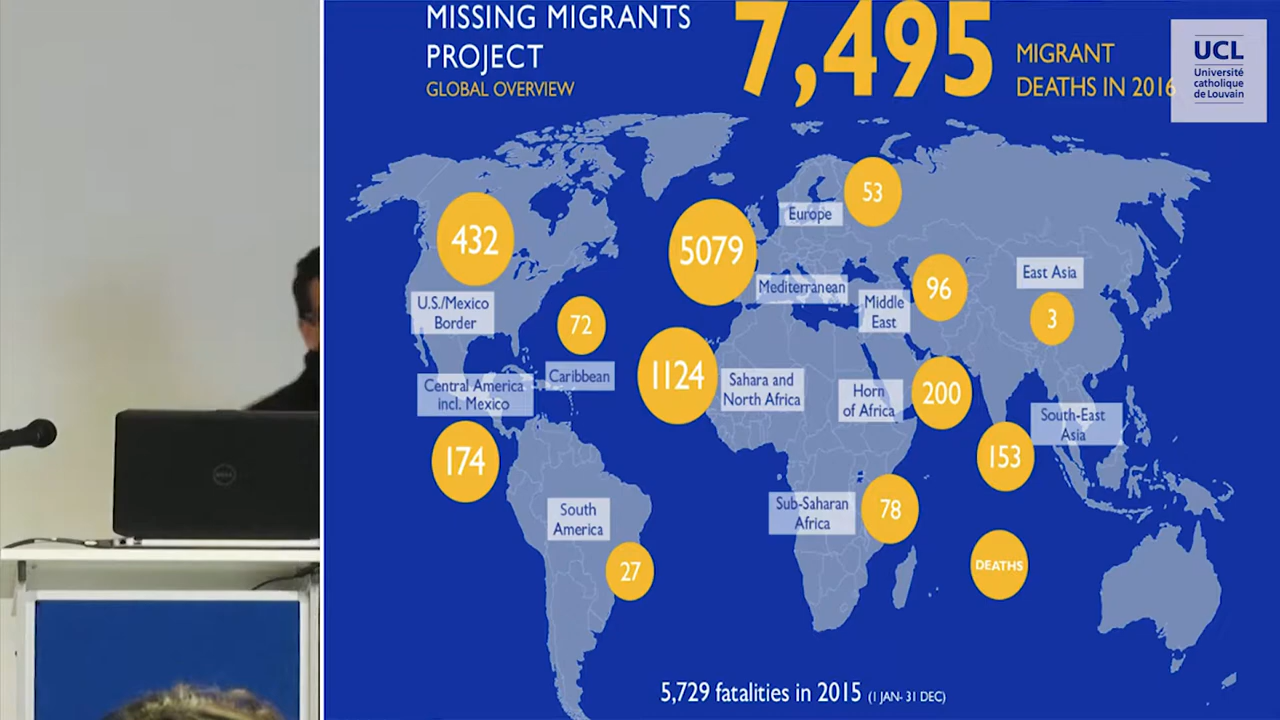 MISSING MIGRANTS
PROJECT
GLOBAL OVERVIEW
7,495
MIGRANT
DEATHS IN 2016
UCL
Université
catholique
de Louvain
53
Europe
432
5079
U.S./Mexico
Border
Mediterranean
96
Middle
East
East Asia
3
72
Caribbean
1124
Sahara and
North Africa
Horn
of Africa
200
Central America
incl. Mexico
174
South-East
Asia
153
South
America
27
Sub-Saharan
Africa
78
DEATHS
5,729 fatalities in 2015 (1 JAN- 31 DEC)
DELL